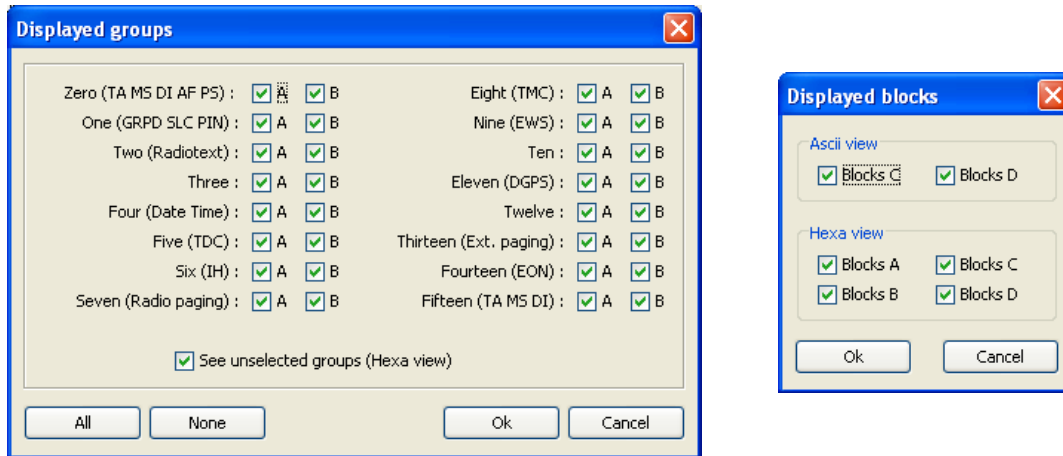 Displayed groups
Zero (TA MS DI AF PS) : A B
One (GRPD SLC PIN) : A B
Two (Radiotext) : A B
Three : A B
Four (Date Time) : A B
Five (TDC) : A B
Six (IH) : A B
Seven (Radio paging) : A B
Eight (TMC) : A B
Nine (EWS) : A B
Ten : A B
Eleven (DGPS) : A B
Twelve : A B
Thirteen (Ext. paging) : A B
Fourteen (EON) : A B
Fifteen (TA MS DI) : A B
See unselected groups (Hexa view)
All None Ok Cancel
Displayed blocks
Ascii view
Blocks C Blocks D
Hexa view
Blocks A Blocks C
Blocks B Blocks D
Ok Cancel